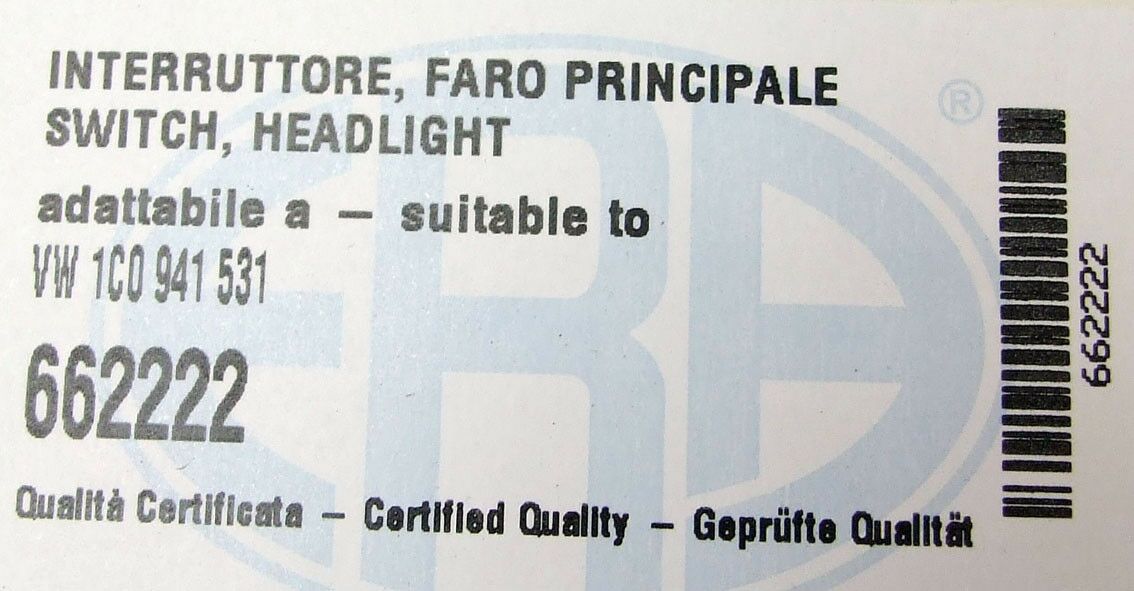 INTERRUTTORE, FARO PRINCIPALE
SWITCH, HEADLIGHT
adattabile a – suitable to
VW 1C0 941 531
662222
Qualità Certificata – Certified Quality – Geprüfte Qualität
ERA
®
662222